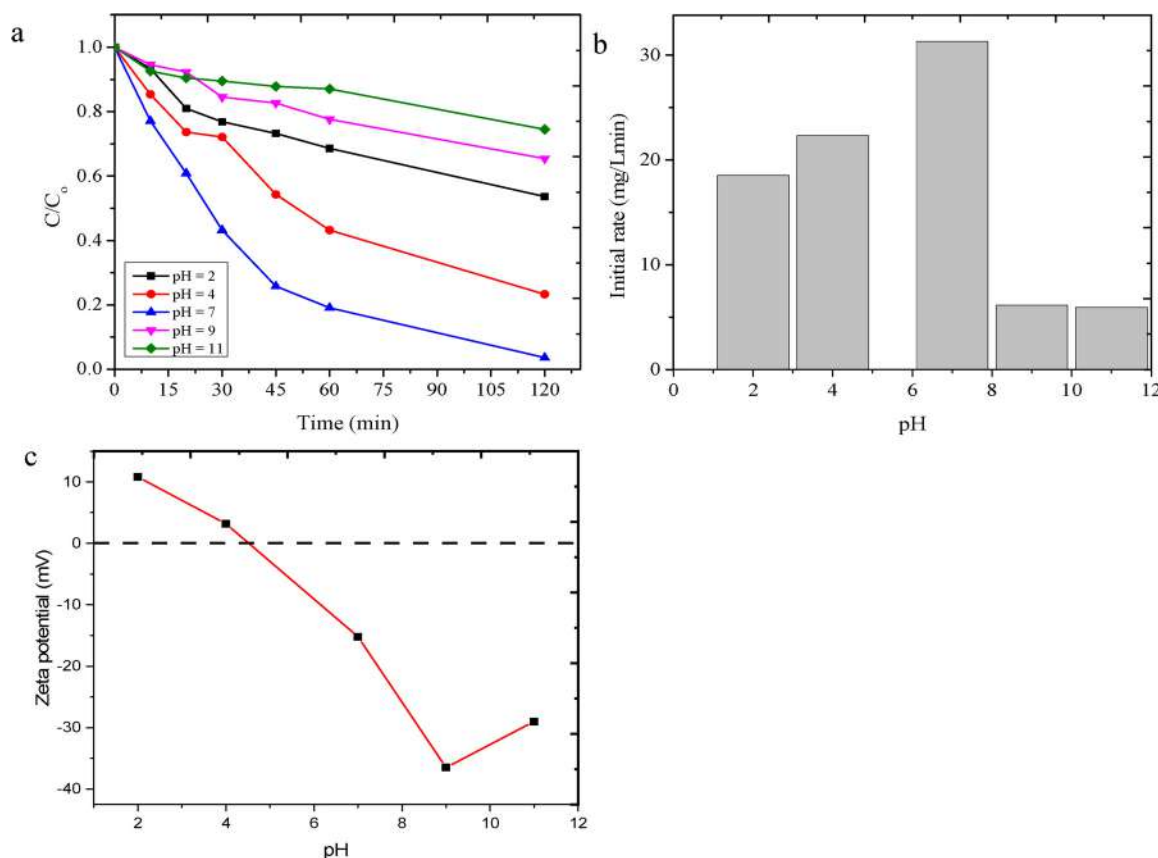 a
1.0
0.8
0.6
0.4
0.2
0.0
C/Co
pH = 2
pH = 4
pH = 7
pH = 9
pH = 11
0 15 30 45 60 75 90 105 120
Time (min)
b
30
20
10
0
Initial rate (mg/Lmin)
0 2 4 6 8 10 12
pH
c
10
0
-10
-20
-30
-40
Zeta potential (mV)
2 4 6 8 10 12
pH